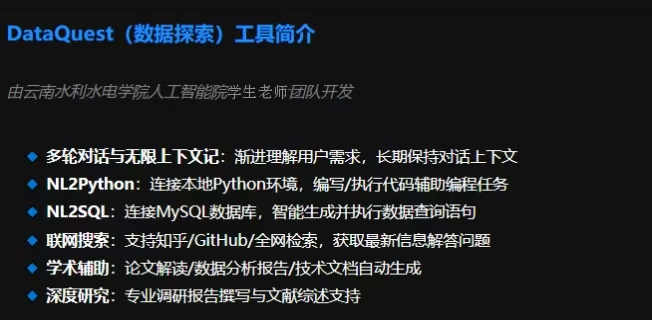 DataQuest（数据探索）工具简介
由云南水利水电学院人工智能院学生老师团队开发
多轮对话与无限上下文记：渐进理解用户需求，长期保持对话上下文
NL2Python：连接本地Python环境，编写/执行代码辅助编程任务
NL2SQL：连接MySQL数据库，智能生成并执行数据查询语句
联网搜索：支持知乎/GitHub/全网检索，获取最新信息解答问题
学术辅助：论文解读/数据分析报告/技术文档自动生成
深度研究：专业调研报告撰写与文献综述支持